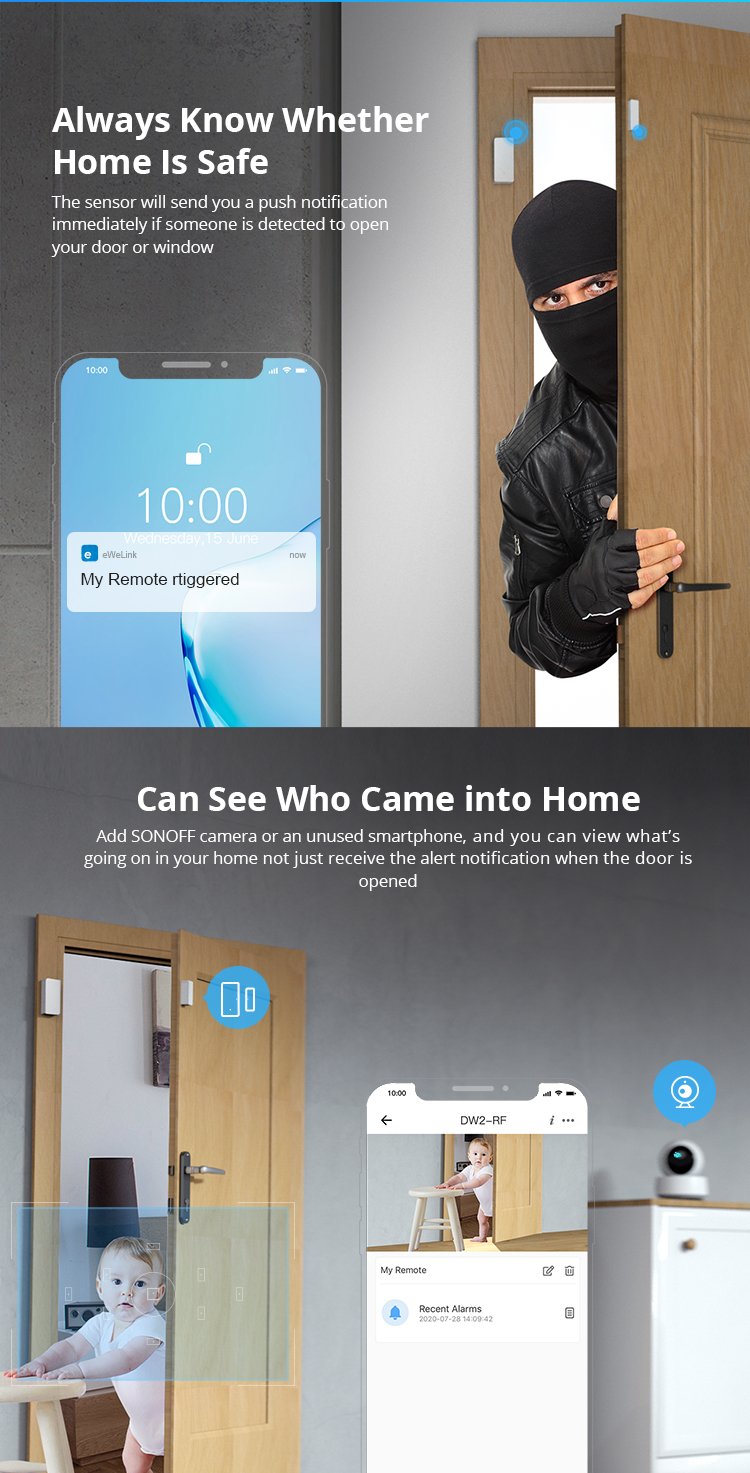 Always Know Whether
Home Is Safe
The sensor will send you a push notification
immediately if someone is detected to open
your door or window
10:00
10:00
Wednesday,15 June
e eWeLink now
My Remote rtiggered
Can See Who Came into Home
Add SONOFF camera or an unused smartphone, and you can view what's
going on in your home not just receive the alert notification when the door is
opened
10:00
DW2-RF i
My Remote
Recent Alarms
2020-07-28 14:09:42